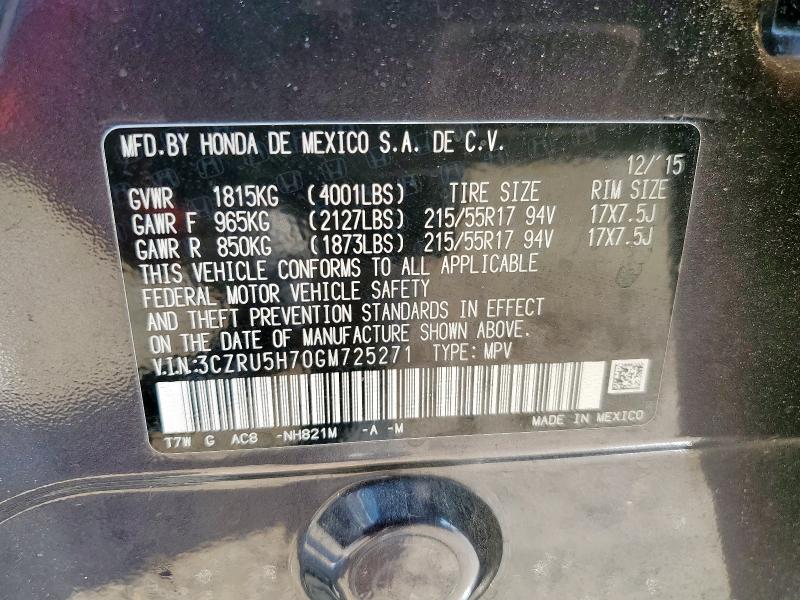 MFD.BY HONDA DE MEXICO S.A. DE C.V.
12/'15
GVWR 1815KG (4001LBS) TIRE SIZE RIM SIZE
GAWR F 965KG (2127LBS) 215/55R17 94V 17X7.5J
GAWR R 850KG (1873LBS) 215/55R17 94V 17X7.5J
THIS VEHICLE CONFORMS TO ALL APPLICABLE
FEDERAL MOTOR VEHICLE SAFETY
AND THEFT PREVENTION STANDARDS IN EFFECT
ON THE DATE OF MANUFACTURE SHOWN ABOVE.
V.I.N:3CZRU5H70GM725271 TYPE: MPV
MADE IN MEXICO
T7W G AC8 -NH821M -A -M